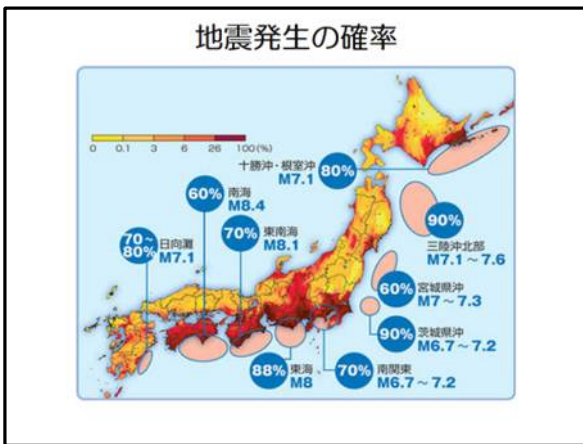 地震発生の確率
0 0.1 3 6 26 100(%)
十勝沖・根室沖
M7.1
80%
60%
南海
M8.4
70%
東南海
M8.1
70~
80%
日向灘
M7.1
90%
三陸沖北部
M7.1~7.6
60%
宮城県沖
M7~7.3
90%
茨城県沖
M6.7~7.2
88%
東海
M8
70%
南関東
M6.7~7.2